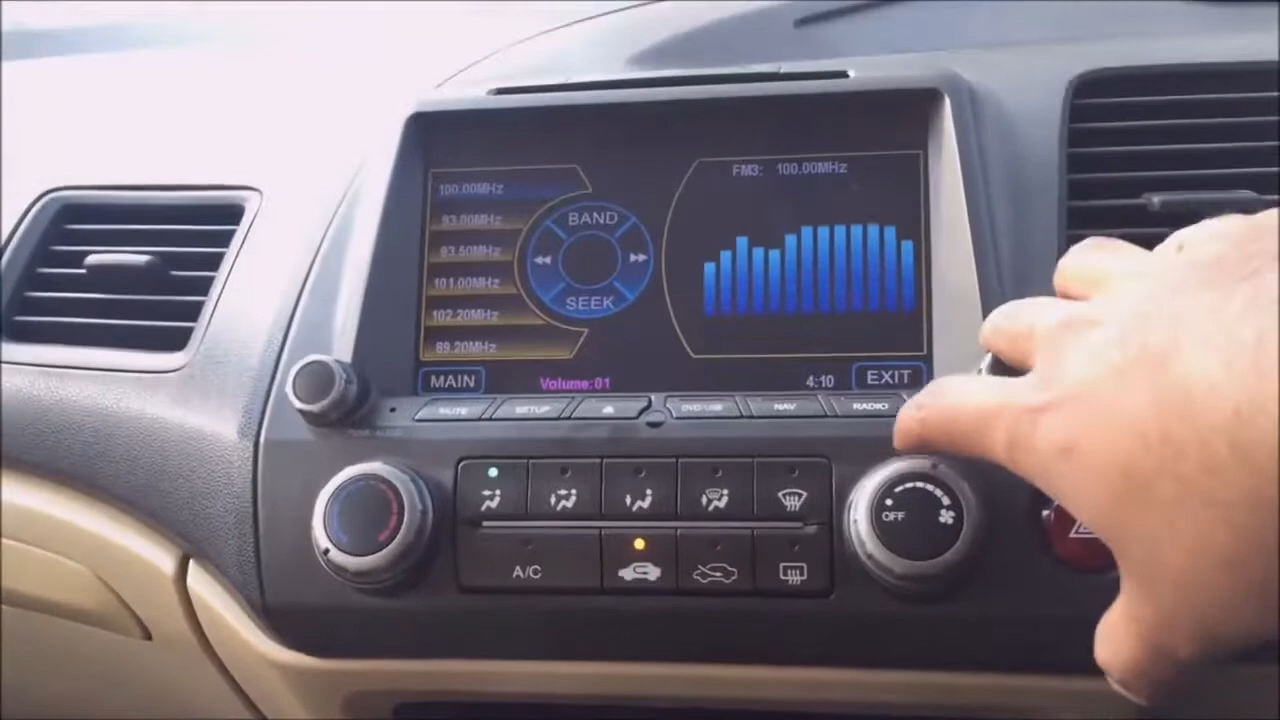 FM3: 100.00MHz
100.00MHz
93.00MHz
93.50MHz
101.00MHz
102.20MHz
89.20MHz
BAND
SEEK
MAIN
Volume:01
4:10
EXIT
MUTE
SETUP
DVD/USB
NAV
RADIO
OFF
A/C